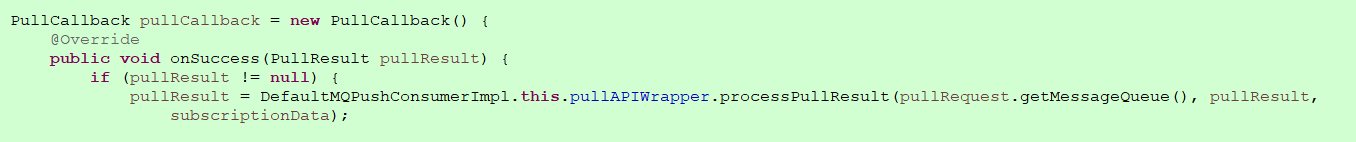 PullCallback pullCallback = new PullCallback() {
    @Override
    public void onSuccess(PullResult pullResult) {
        if (pullResult != null) {
            pullResult = DefaultMQPushConsumerImpl.this.pullAPIWrapper.processPullResult(pullRequest.getMessageQueue(), pullResult,
                subscriptionData);